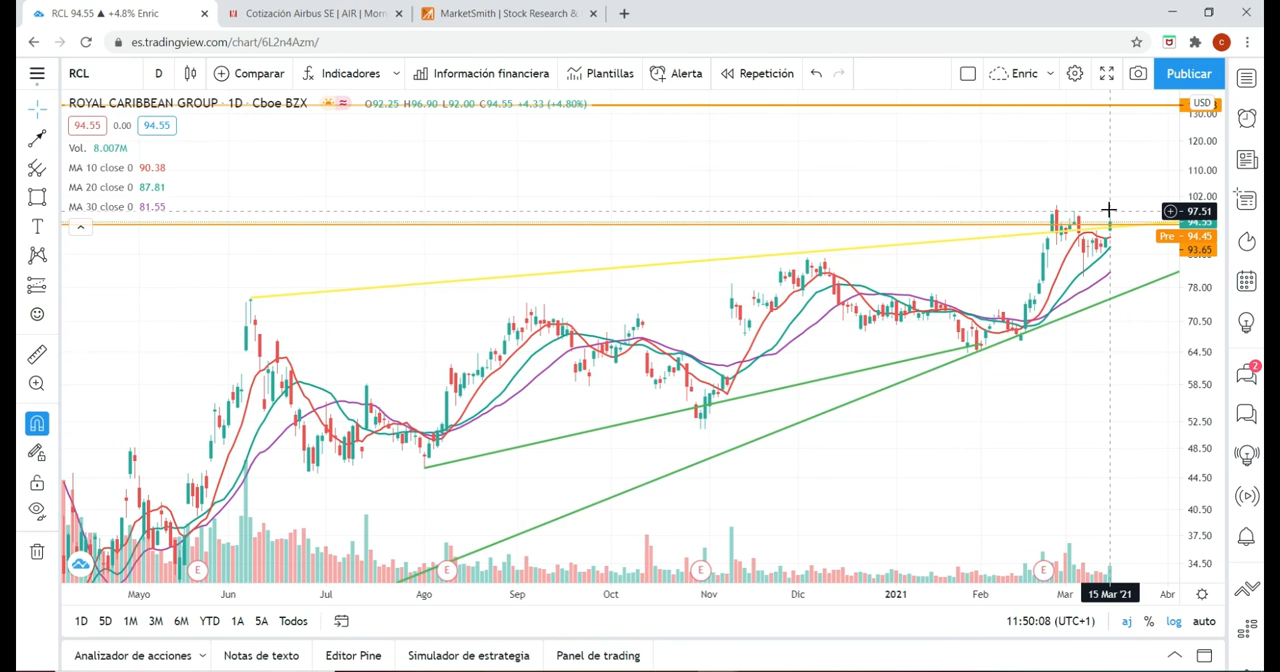 RCL 94.55 ▲ +4.8% Enric
Cotización Airbus SE | AIR | Morn
MarketSmith | Stock Research &
es.tradingview.com/chart/6L2n4Azm/
C
RCL D Comparar Indicadores Información financiera Plantillas Alerta Repetición Enric Publicar
ROYAL CARIBBEAN GROUP · 1D · Cboe BZX O92.25 H96.90 L92.00 C94.55 +4.33 (+4.80%)
USD
130.00
94.55 0.00 94.55
120.00
Vol. 8.007M
MA 10 close 0 90.38
110.00
MA 20 close 0 87.81
102.00
MA 30 close 0 81.55
97.51
94.55
Pre 94.45
93.65
78.00
70.50
64.50
58.50
52.50
48.50
44.50
40.50
37.50
34.50
2
E E E E
Mayo Jun Jul Ago Sep Oct Nov Dic 2021 Feb Mar 15 Mar '21 Abr
1D 5D 1M 3M 6M YTD 1A 5A Todos 11:50:08 (UTC+1) aj % log auto
Analizador de acciones Notas de texto Editor Pine Simulador de estrategia Panel de trading